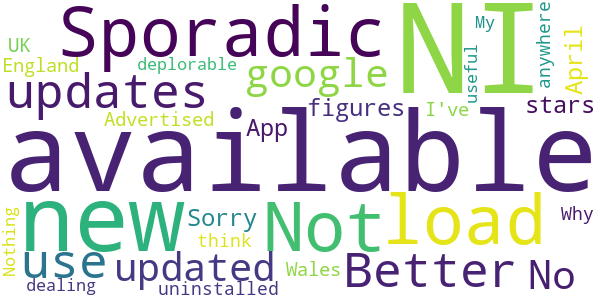 Sporadic NI
UK
England
deplorable
google
My
useful
anywhere
April
updates
figures
I've
stars
Advertised
App
available
new Not load
Sorry
Why
Nothing
think
use updated
Wales
Better No
dealing
uninstalled